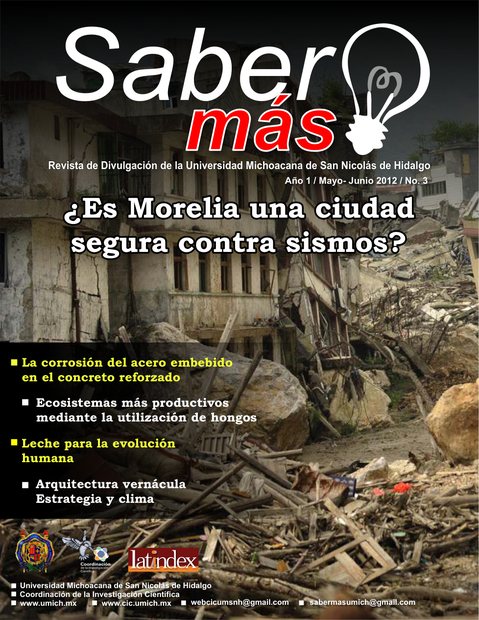 Saber
más
Revista de Divulgación de la Universidad Michoacana de San Nicolás de Hidalgo
Año 1 / Mayo- Junio 2012 / No. 3
¿Es Morelia una ciudad
segura contra sismos?
La corrosión del acero embebido
en el concreto reforzado
Ecosistemas más productivos
mediante la utilización de hongos
Leche para la evolución
humana
Arquitectura vernácula
Estrategia y clima
Coordinación
latindex
Universidad Michoacana de San Nicolás de Hidalgo
Coordinación de la Investigación Científica
www.umich.mx www.cic.umich.mx webcicumsnh@gmail.com sabermasumich@gmail.com